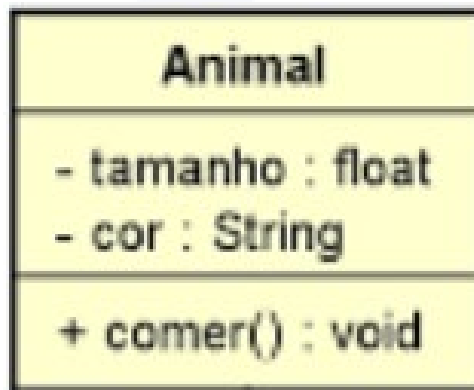 Animal
- tamanho : float
- cor : String
+ comer() : void